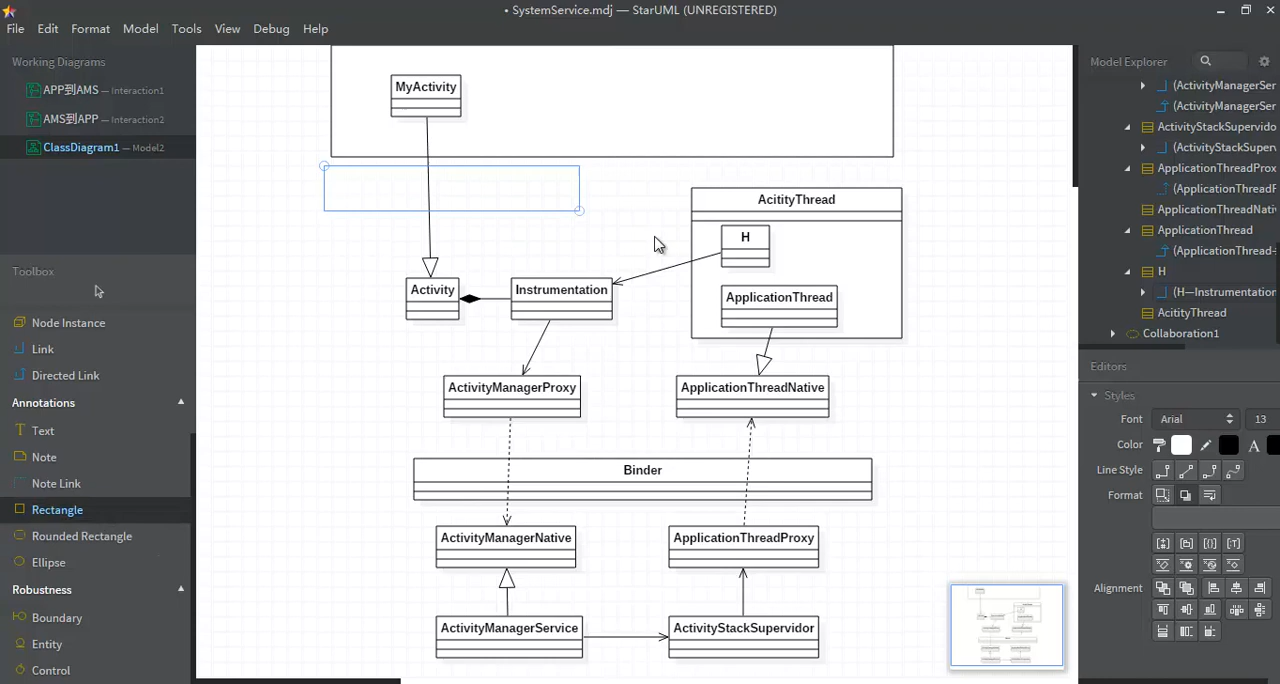 • SystemService.mdj — StarUML (UNREGISTERED)
File Edit Format Model Tools View Debug Help
Working Diagrams
APP到AMS — Interaction1
AMS到APP — Interaction2
ClassDiagram1 — Model2
Toolbox
Node Instance
Link
Directed Link
Annotations
Text
Note
Note Link
Rectangle
Rounded Rectangle
Ellipse
Robustness
Boundary
Entity
Control
MyActivity
AcitityThread
H
Activity
Instrumentation
ApplicationThread
ActivityManagerProxy
ApplicationThreadNative
Binder
ActivityManagerNative
ApplicationThreadProxy
ActivityManagerService
ActivityStackSupervidor
Model Explorer
(ActivityManagerSer
(ActivityManagerSer
ActivityStackSupervido
(ActivityStackSuperv
ApplicationThreadProx
(ApplicationThreadF
ApplicationThreadNativ
ApplicationThread
(ApplicationThread
H
(H—Instrumentation
AcitityThread
Collaboration1
Editors
Styles
Font Arial 13
Color A
Line Style
Format
Alignment